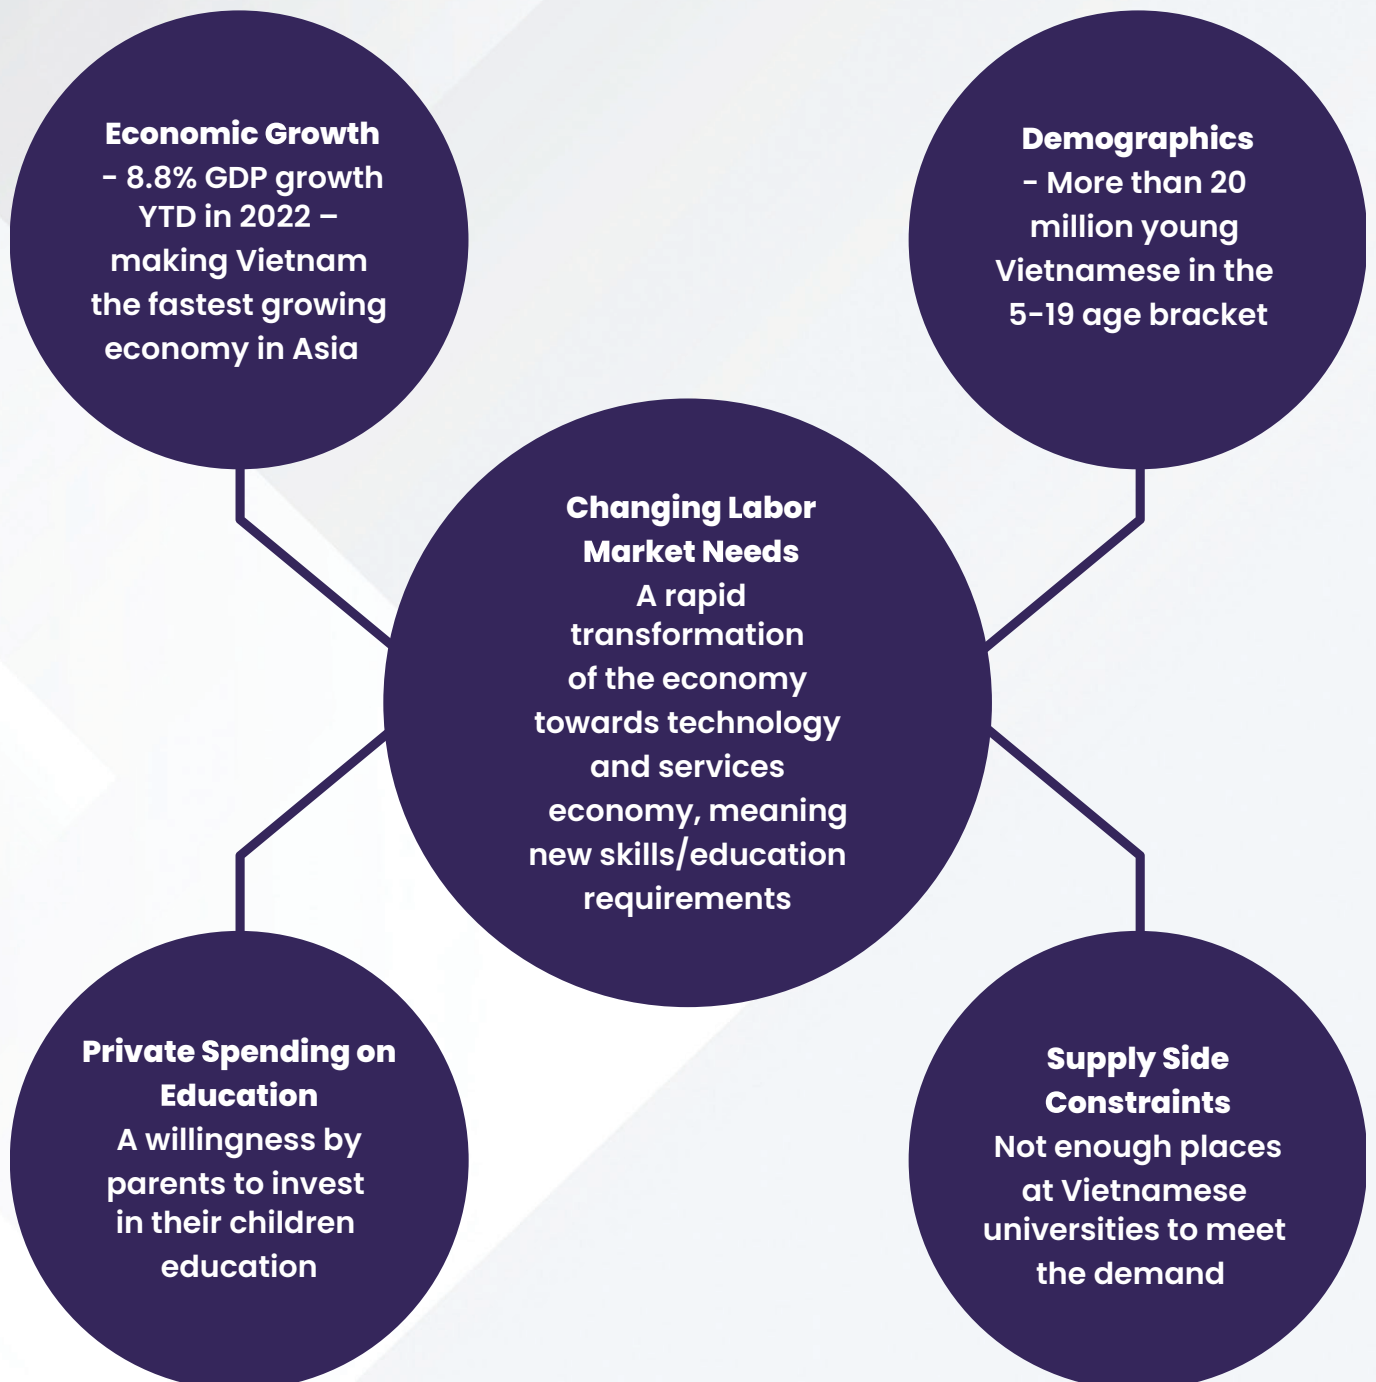 Economic Growth
- 8.8% GDP growth
YTD in 2022 –
making Vietnam
the fastest growing
economy in Asia
Demographics
- More than 20
million young
Vietnamese in the
5-19 age bracket
Changing Labor
Market Needs
A rapid
transformation
of the economy
towards technology
and services
economy, meaning
new skills/education
requirements
Private Spending on
Education
A willingness by
parents to invest
in their children
education
Supply Side
Constraints
Not enough places
at Vietnamese
universities to meet
the demand